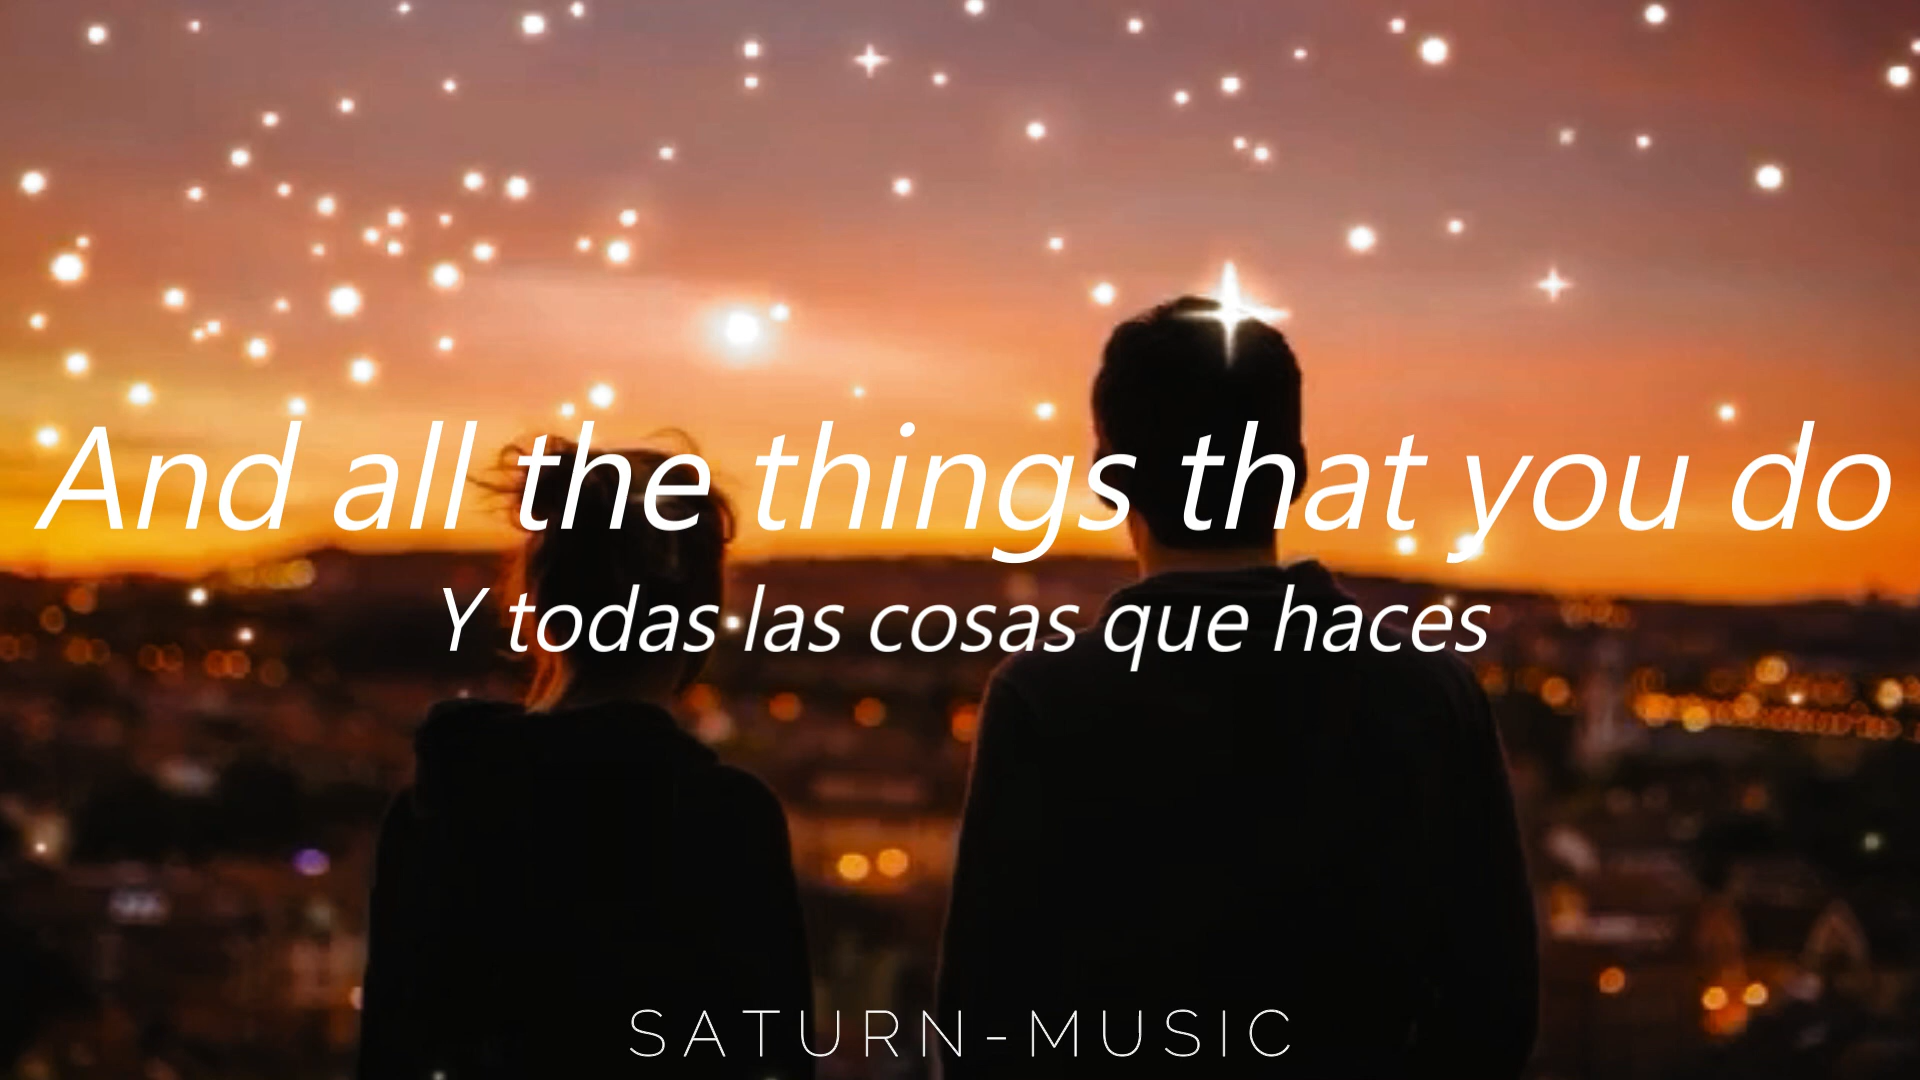 And all the things that you do
Y todas las cosas que haces
SATURN-MUSIC